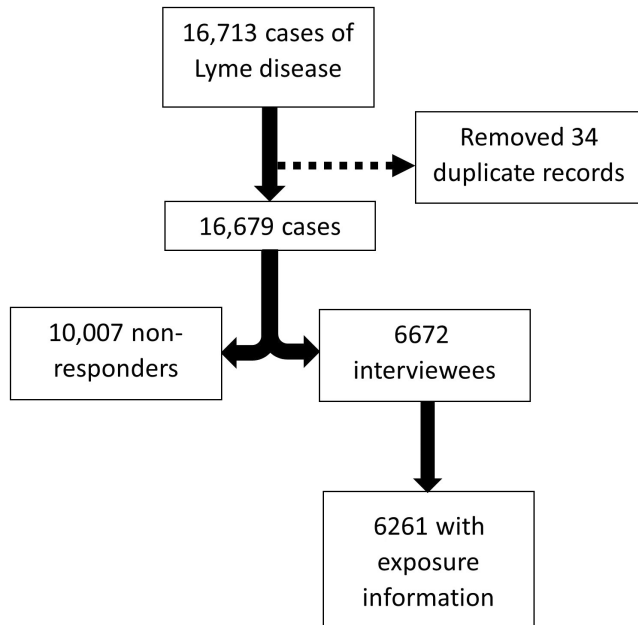 16,713 cases of
Lyme disease
Removed 34
duplicate records
16,679 cases
10,007 non-
responders
6672
interviewees
6261 with
exposure
information